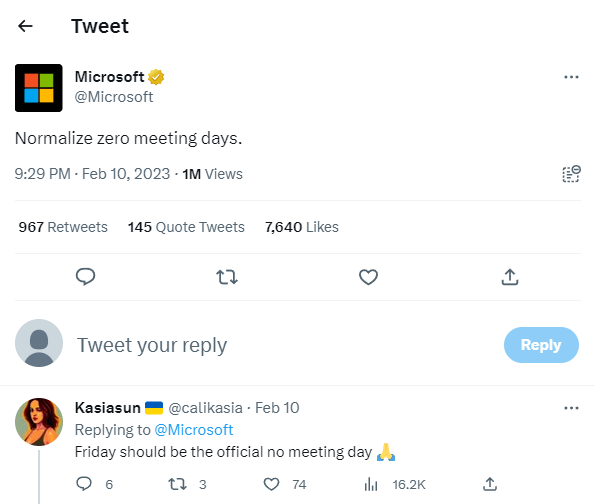 Tweet
Microsoft
@Microsoft
Normalize zero meeting days.
9:29 PM · Feb 10, 2023 · 1M Views
967 Retweets 145 Quote Tweets 7,640 Likes
Tweet your reply
Reply
Kasiasun 🇺🇦 @calikasia · Feb 10
Replying to @Microsoft
Friday should be the official no meeting day 🙏
6 3 74 16.2K